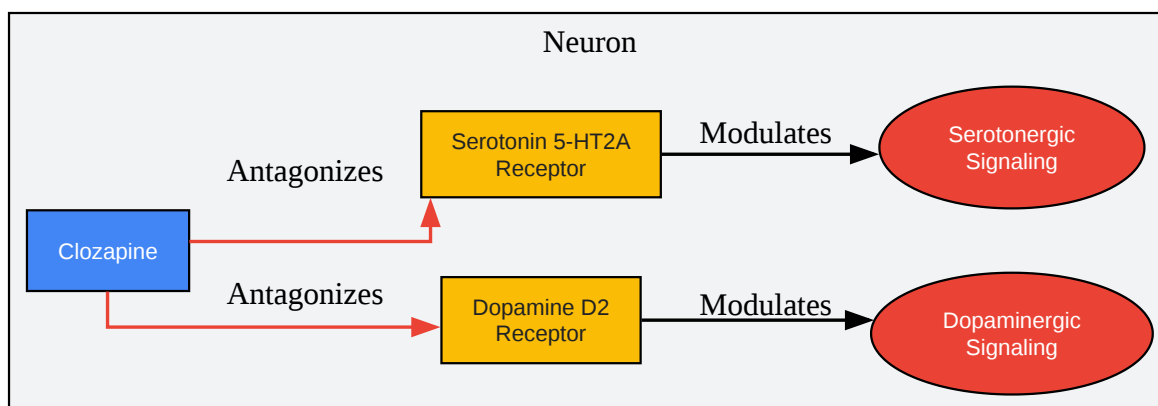 Neuron
Serotonin 5-HT2A
Receptor
Modulates
Serotonergic
Signaling
Antagonizes
Clozapine
Antagonizes
Dopamine D2
Receptor
Modulates
Dopaminergic
Signaling